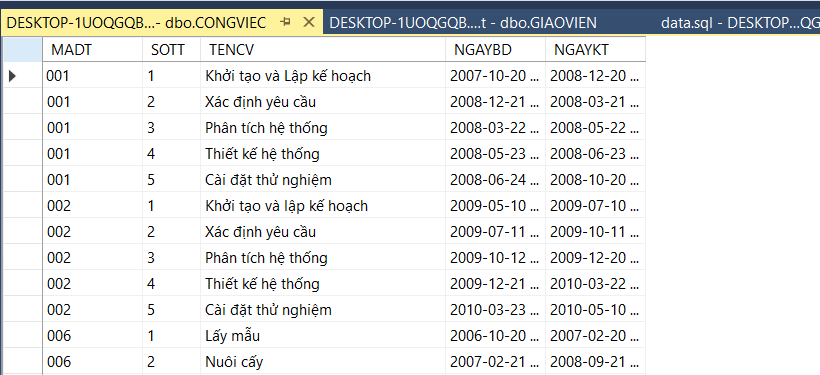 DESKTOP-1UOQGQB...- dbo.CONGVIEC DESKTOP-1UOQGQB....t - dbo.GIAOVIEN data.sql - DESKTOP...QG
MADT SOTT TENCV NGAYBD NGAYKT
001 1 Khởi tạo và Lập kế hoạch 2007-10-20 ... 2008-12-20 ...
001 2 Xác định yêu cầu 2008-12-21 ... 2008-03-21 ...
001 3 Phân tích hệ thống 2008-03-22 ... 2008-05-22 ...
001 4 Thiết kế hệ thống 2008-05-23 ... 2008-06-23 ...
001 5 Cài đặt thử nghiệm 2008-06-24 ... 2008-10-20 ...
002 1 Khởi tạo và lập kế hoạch 2009-05-10 ... 2009-07-10 ...
002 2 Xác định yêu cầu 2009-07-11 ... 2009-10-11 ...
002 3 Phân tích hệ thống 2009-10-12 ... 2009-12-20 ...
002 4 Thiết kế hệ thống 2009-12-21 ... 2010-03-22 ...
002 5 Cài đặt thử nghiệm 2010-03-23 ... 2010-05-10 ...
006 1 Lấy mẫu 2006-10-20 ... 2007-02-20 ...
006 2 Nuôi cấy 2007-02-21 ... 2008-09-21 ...